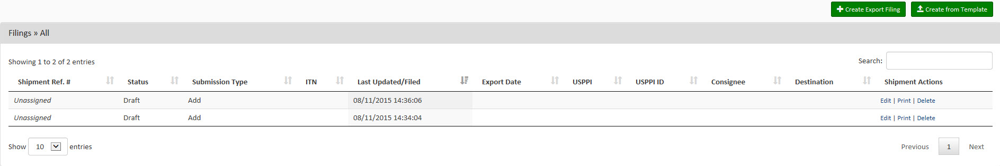 Create Export Filing Create from Template
Filings » All
Showing 1 to 2 of 2 entries Search:
Shipment Ref. # Status Submission Type ITN Last Updated/Filed Export Date USPPI USPPI ID Consignee Destination Shipment Actions
Unassigned Draft Add 08/11/2015 14:36:06 Edit | Print | Delete
Unassigned Draft Add 08/11/2015 14:34:04 Edit | Print | Delete
Show 10 entries Previous 1 Next